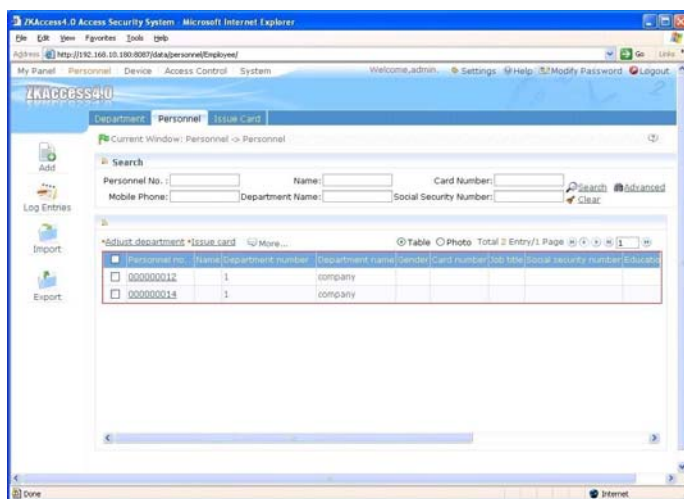 ZKAccess4.0 Access Security System - Microsoft Internet Explorer
File Edit View Favorites Tools Help
Address http://192.168.10.160:8087/data/personnel/Employee/ Go Links
My Panel Personnel Device Access Control System Welcome,admin. Settings Help Modify Password Logout
ZKAccess4.0
Department Personnel Issue Card
Current Window: Personnel -> Personnel
Add
Search
Personnel No. : Name: Card Number: Search Advanced
Mobile Phone: Department Name: Social Security Number: Clear
Log Entries
Import
Adjust department Issue card More... Table Photo Total 2 Entry/1 Page 1
Personnel no. Name Department number Department name Gender Card number Job title Social security number Educatio
000000012 1 company
000000014 1 company
Export
Done Internet